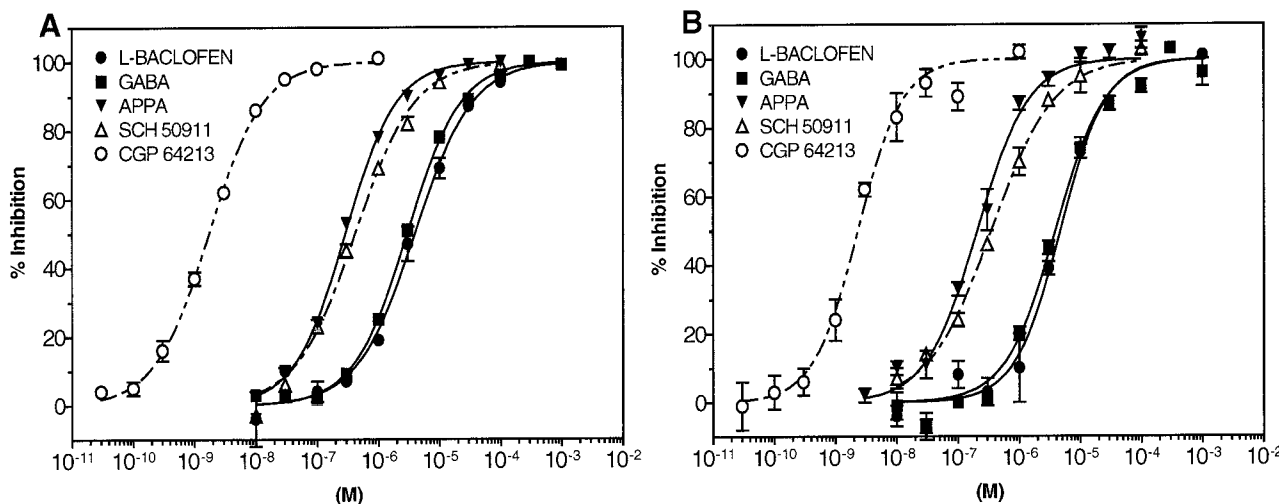 A
L-BACLOFEN
GABA
APPA
SCH 50911
CGP 64213
% Inhibition
100
80
60
40
20
0
10-11 10-10 10-9 10-8 10-7 10-6 10-5 10-4 10-3 10-2
(M)
B
L-BACLOFEN
GABA
APPA
SCH 50911
CGP 64213
% Inhibition
100
80
60
40
20
0
10-11 10-10 10-9 10-8 10-7 10-6 10-5 10-4 10-3 10-2
(M)